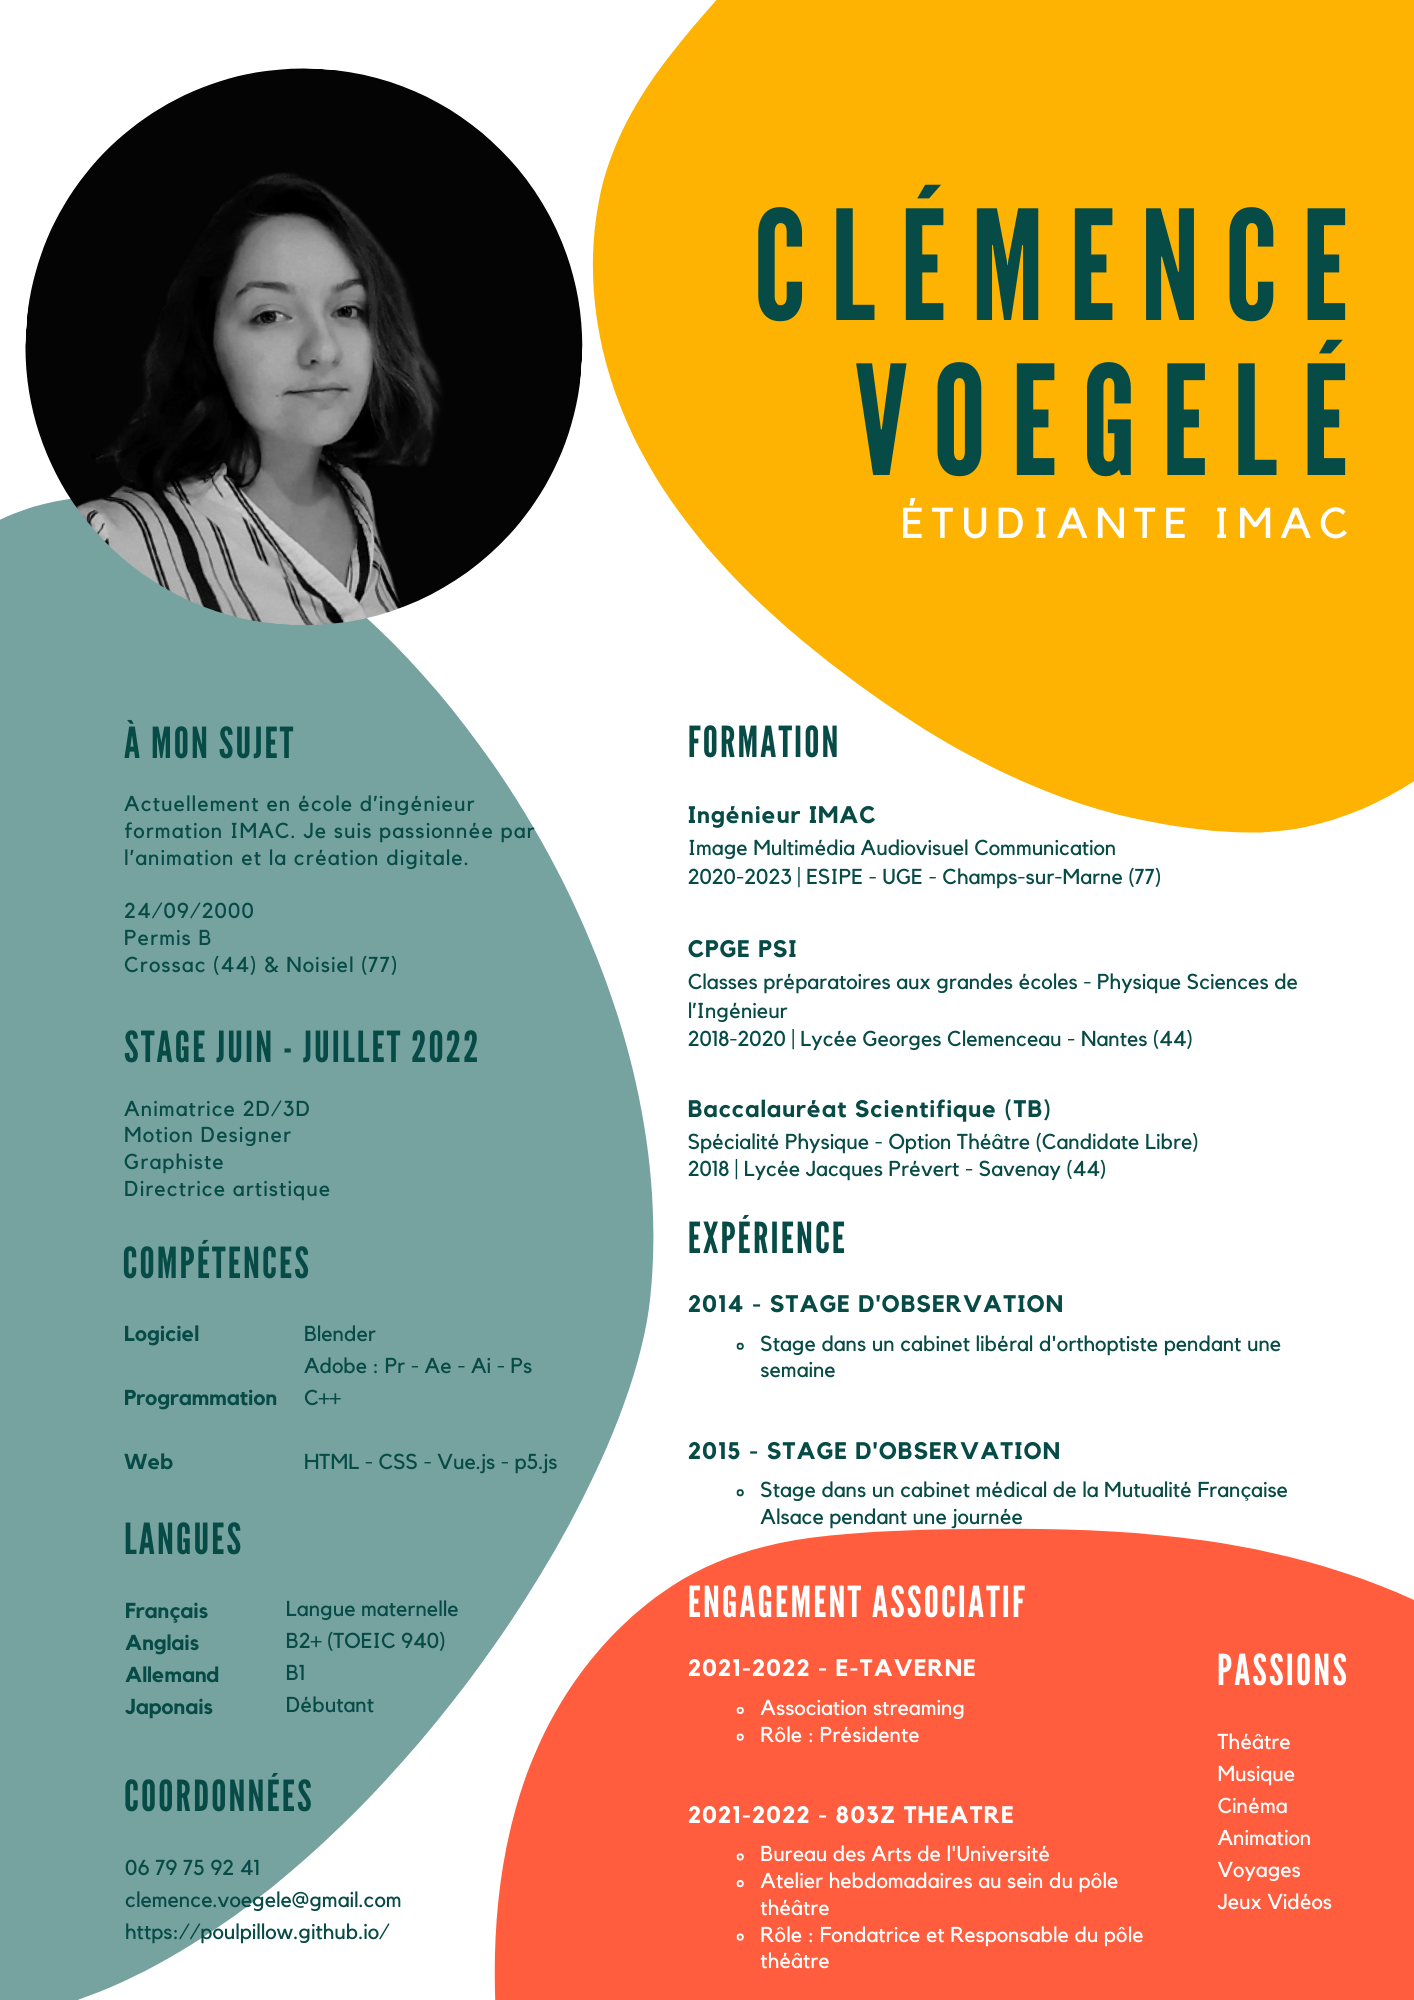 CLÉMENCE
VOEGELÉ
ÉTUDIANTE IMAC
À MON SUJET
Actuellement en école d'ingénieur
formation IMAC. Je suis passionnée par
l'animation et la création digitale.
24/09/2000
Permis B
Crossac (44) & Noisiel (77)
STAGE JUIN - JUILLET 2022
Animatrice 2D/3D
Motion Designer
Graphiste
Directrice artistique
COMPÉTENCES
Logiciel Blender
Adobe : Pr - Ae - Ai - Ps
Programmation C++
Web HTML - CSS - Vue.js - p5.js
LANGUES
Français Langue maternelle
Anglais B2+ (TOEIC 940)
Allemand B1
Japonais Débutant
COORDONNÉES
06 79 75 92 41
clemence.voegele@gmail.com
https://poulpillow.github.io/
FORMATION
Ingénieur IMAC
Image Multimédia Audiovisuel Communication
2020-2023 | ESIPE - UGE - Champs-sur-Marne (77)
CPGE PSI
Classes préparatoires aux grandes écoles - Physique Sciences de
l'Ingénieur
2018-2020 | Lycée Georges Clemenceau - Nantes (44)
Baccalauréat Scientifique (TB)
Spécialité Physique - Option Théâtre (Candidate Libre)
2018 | Lycée Jacques Prévert - Savenay (44)
EXPÉRIENCE
2014 - STAGE D'OBSERVATION
Stage dans un cabinet libéral d'orthoptiste pendant une
semaine
2015 - STAGE D'OBSERVATION
Stage dans un cabinet médical de la Mutualité Française
Alsace pendant une journée
ENGAGEMENT ASSOCIATIF
2021-2022 - E-TAVERNE
Association streaming
Rôle : Présidente
2021-2022 - 803Z THEATRE
Bureau des Arts de l'Université
Atelier hebdomadaires au sein du pôle
théâtre
Rôle : Fondatrice et Responsable du pôle
théâtre
PASSIONS
Théâtre
Musique
Cinéma
Animation
Voyages
Jeux Vidéos